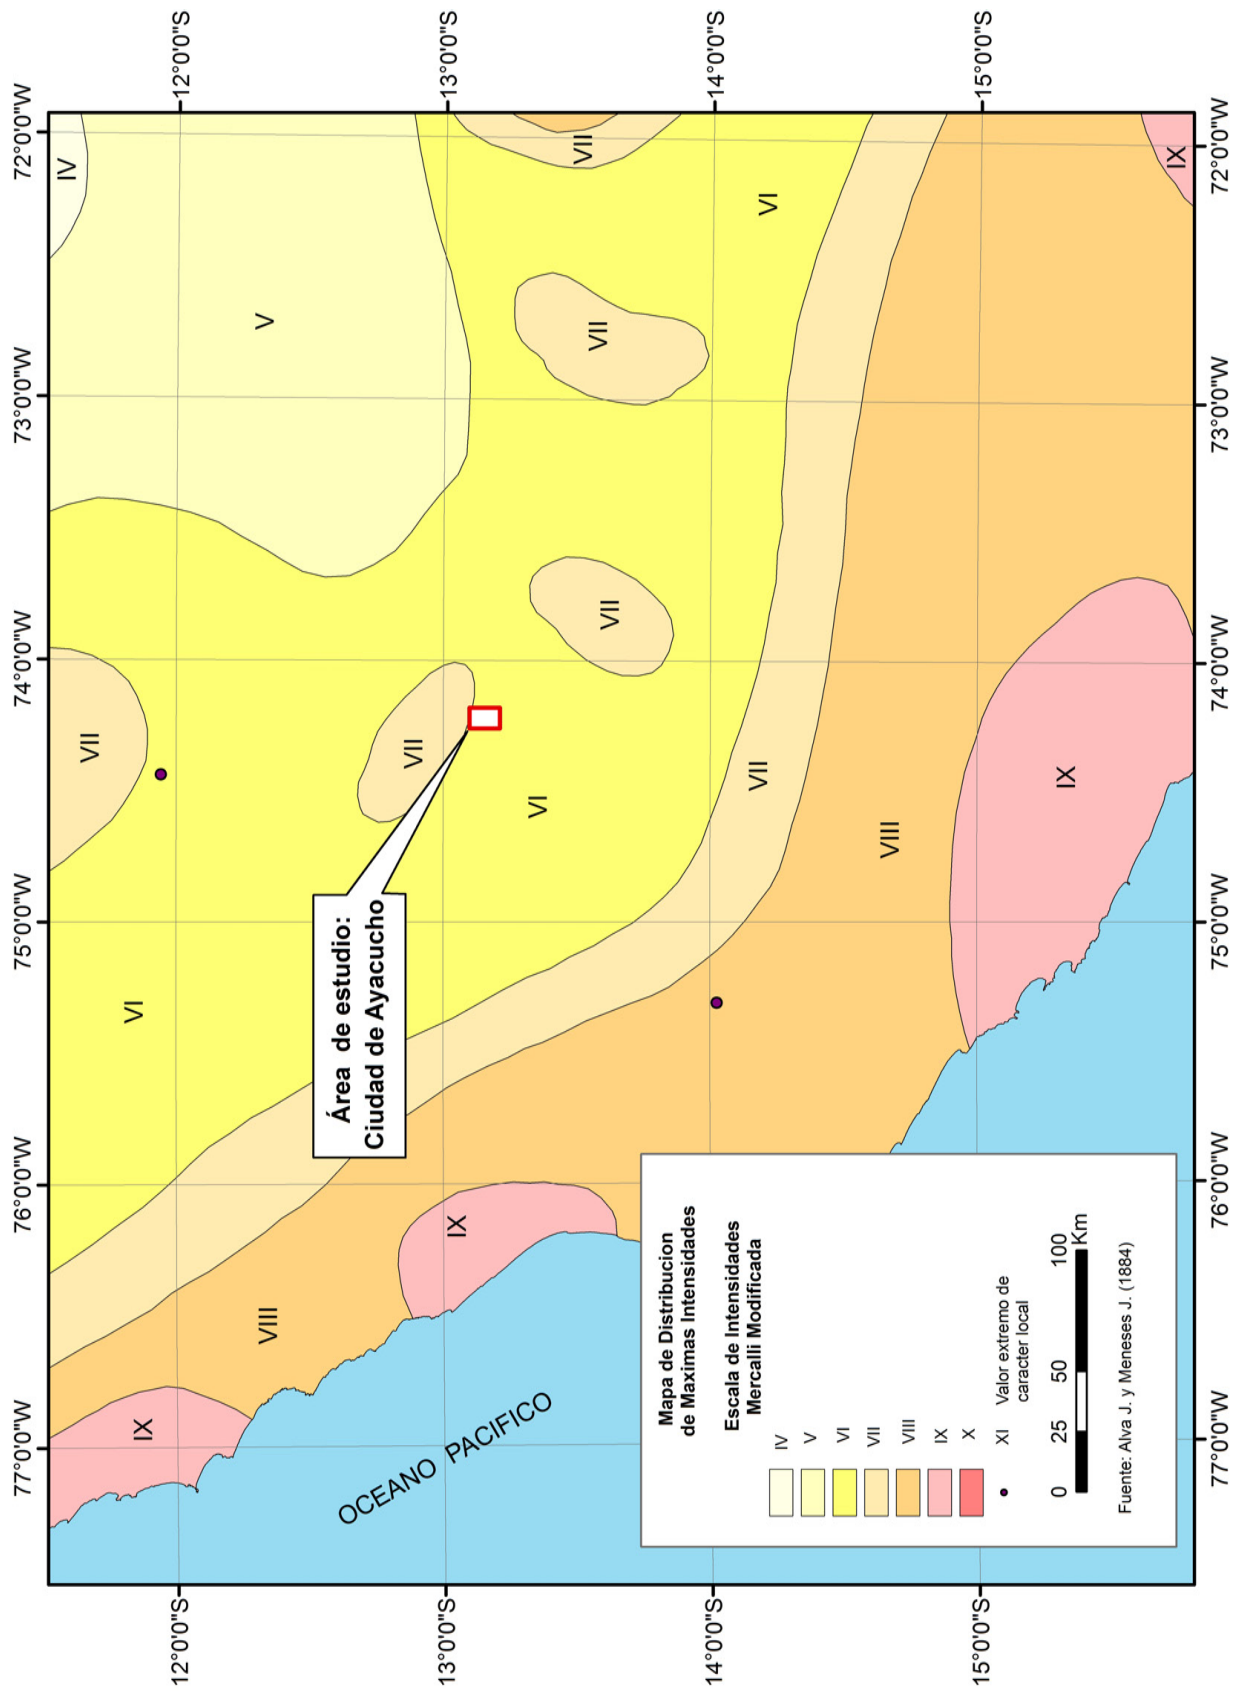 77°0'0"W 76°0'0"W 75°0'0"W 74°0'0"W 73°0'0"W 72°0'0"W
IV
VII
IX VI
12°0'0"S 12°0'0"S
VIII V
Área de estudio:
Ciudad de Ayacucho
VII
OCEANO PACIFICO
13°0'0"S 13°0'0"S
IX
VI
VII VII VII
Mapa de Distribucion
de Maximas Intensidades
14°0'0"S 14°0'0"S
Escala de Intensidades
Mercalli Modificada
VII VI
IV
V
VI
VII
VIII
IX
X
XI Valor extremo de
caracter local
0 25 50 100
Km
Fuente: Alva J. y Meneses J. (1884)
VIII
15°0'0"S 15°0'0"S
IX
IX
77°0'0"W 76°0'0"W 75°0'0"W 74°0'0"W 73°0'0"W 72°0'0"W